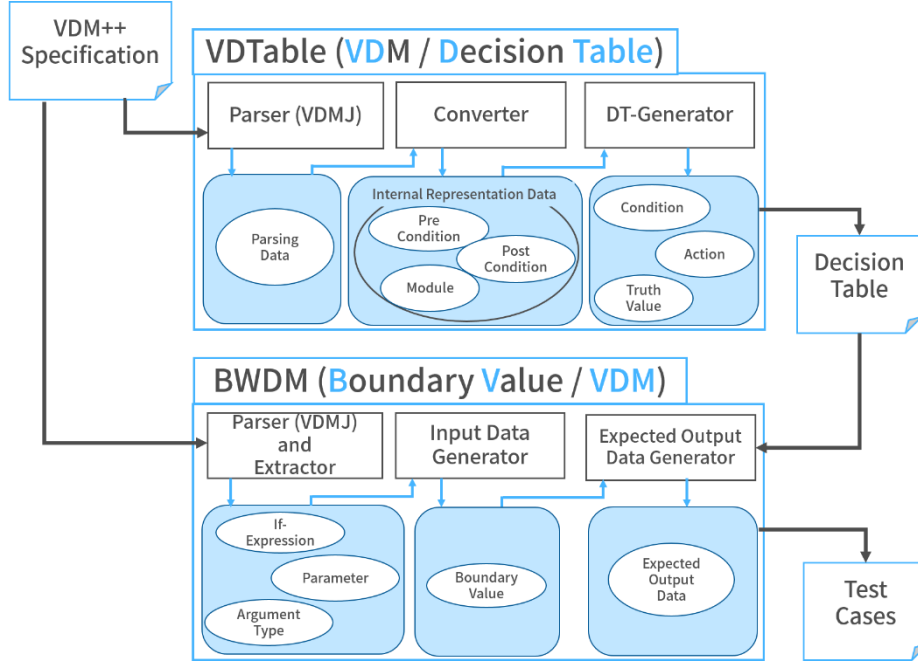 VDM++
Specification
VDTable (VDM / Decision Table)
Parser (VDMJ)
Converter
DT-Generator
Parsing
Data
Internal Representation Data
Pre
Condition
Post
Condition
Module
Condition
Action
Truth
Value
Decision
Table
BWDM (Boundary Value / VDM)
Parser (VDMJ)
and
Extractor
Input Data
Generator
Expected Output
Data Generator
If-
Expression
Parameter
Argument
Type
Boundary
Value
Expected
Output
Data
Test
Cases